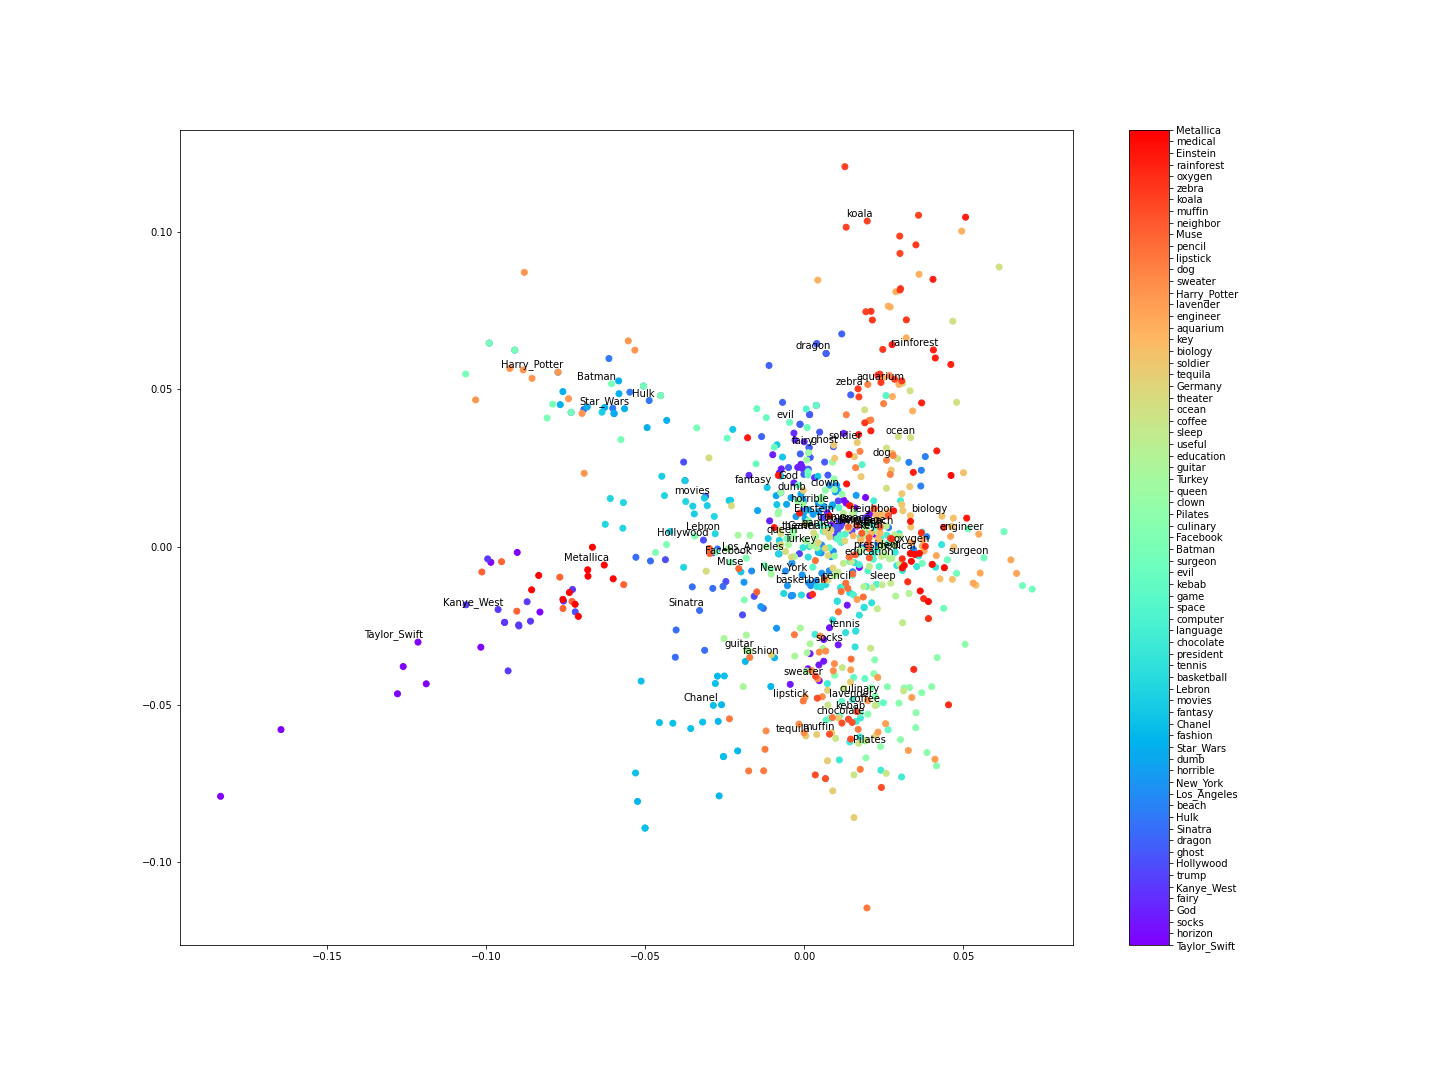 0.10
0.05
0.00
−0.05
−0.10
−0.15
−0.10
−0.05
0.00
0.05
koala
dragon
rainforest
Harry_Potter
Batman
zebra
aquarium
Hulk
Star_Wars
evil
ocean
fairy
ghost
soldier
dog
fantasy
God
clown
movies
dumb
horrible
Einstein
neighbor
biology
Lebron
queen
engineer
Hollywood
Turkey
oxygen
Facebook
Los_Angeles
president
medical
education
surgeon
Metallica
Muse
New_York
basketball
pencil
sleep
Kanye_West
Sinatra
tennis
Taylor_Swift
guitar
fashion
socks
sweater
Chanel
lipstick
culinary
lavender
coffee
kebab
chocolate
tequila
muffin
Pilates
Metallica
medical
Einstein
rainforest
oxygen
zebra
koala
muffin
neighbor
Muse
pencil
lipstick
dog
sweater
Harry_Potter
lavender
engineer
aquarium
key
biology
soldier
tequila
Germany
theater
ocean
coffee
sleep
useful
education
guitar
Turkey
queen
clown
Pilates
culinary
Facebook
Batman
surgeon
evil
kebab
game
space
computer
language
chocolate
president
tennis
basketball
Lebron
movies
fantasy
Chanel
fashion
Star_Wars
dumb
horrible
New_York
Los_Angeles
beach
Hulk
Sinatra
dragon
ghost
Hollywood
trump
Kanye_West
fairy
God
socks
horizon
Taylor_Swift